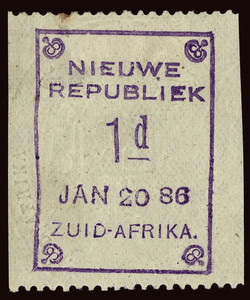 NIEUWE
REPUBLIEK
1d
JAN 20 86
ZUID-AFRIKA.